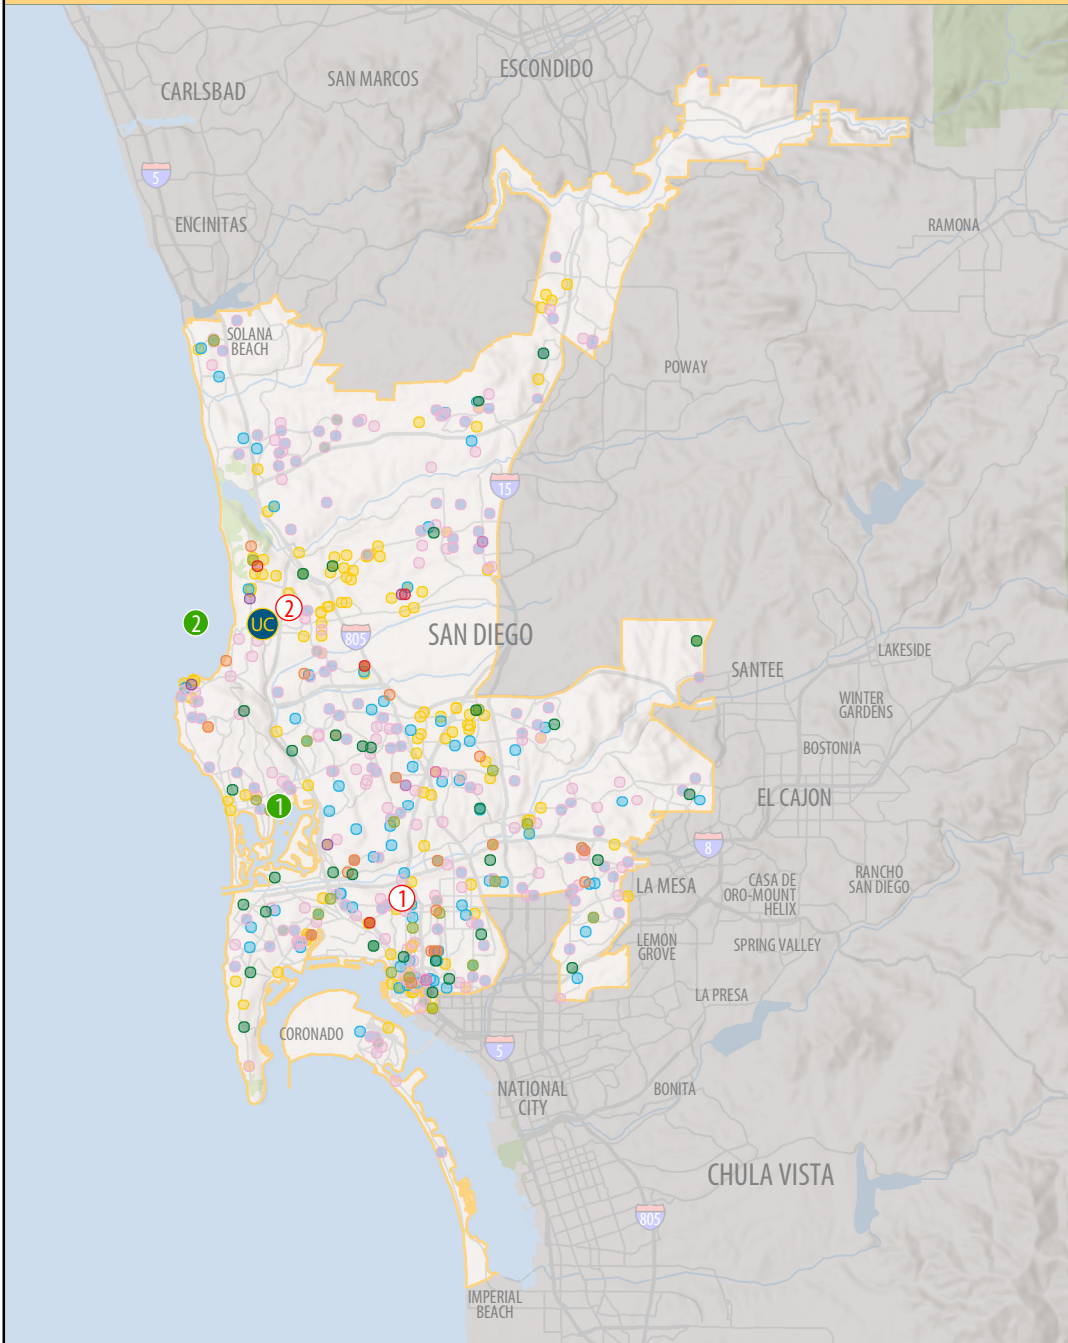 ESCONDIDO
SAN MARCOS
CARLSBAD
5
ENCINITAS
RAMONA
SOLANA
BEACH
POWAY
15
2
2
UC
805
SAN DIEGO
LAKESIDE
SANTEE
WINTER
GARDENS
BOSTONIA
EL CAJON
1
8
RANCHO
SAN DIEGO
CASA DE
ORO-MOUNT
HELIX
LA MESA
1
LEMON
GROVE
SPRING VALLEY
LA PRESA
CORONADO
5
NATIONAL
CITY
BONITA
CHULA VISTA
805
IMPERIAL
BEACH